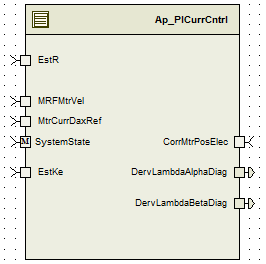 Ap_PICurrCntrl
EstR
MRFMtrVel
MtrCurrDaxRef
M SystemState
CorrMtrPosElec
EstKe
DervLambdaAlphaDiag
DervLambdaBetaDiag